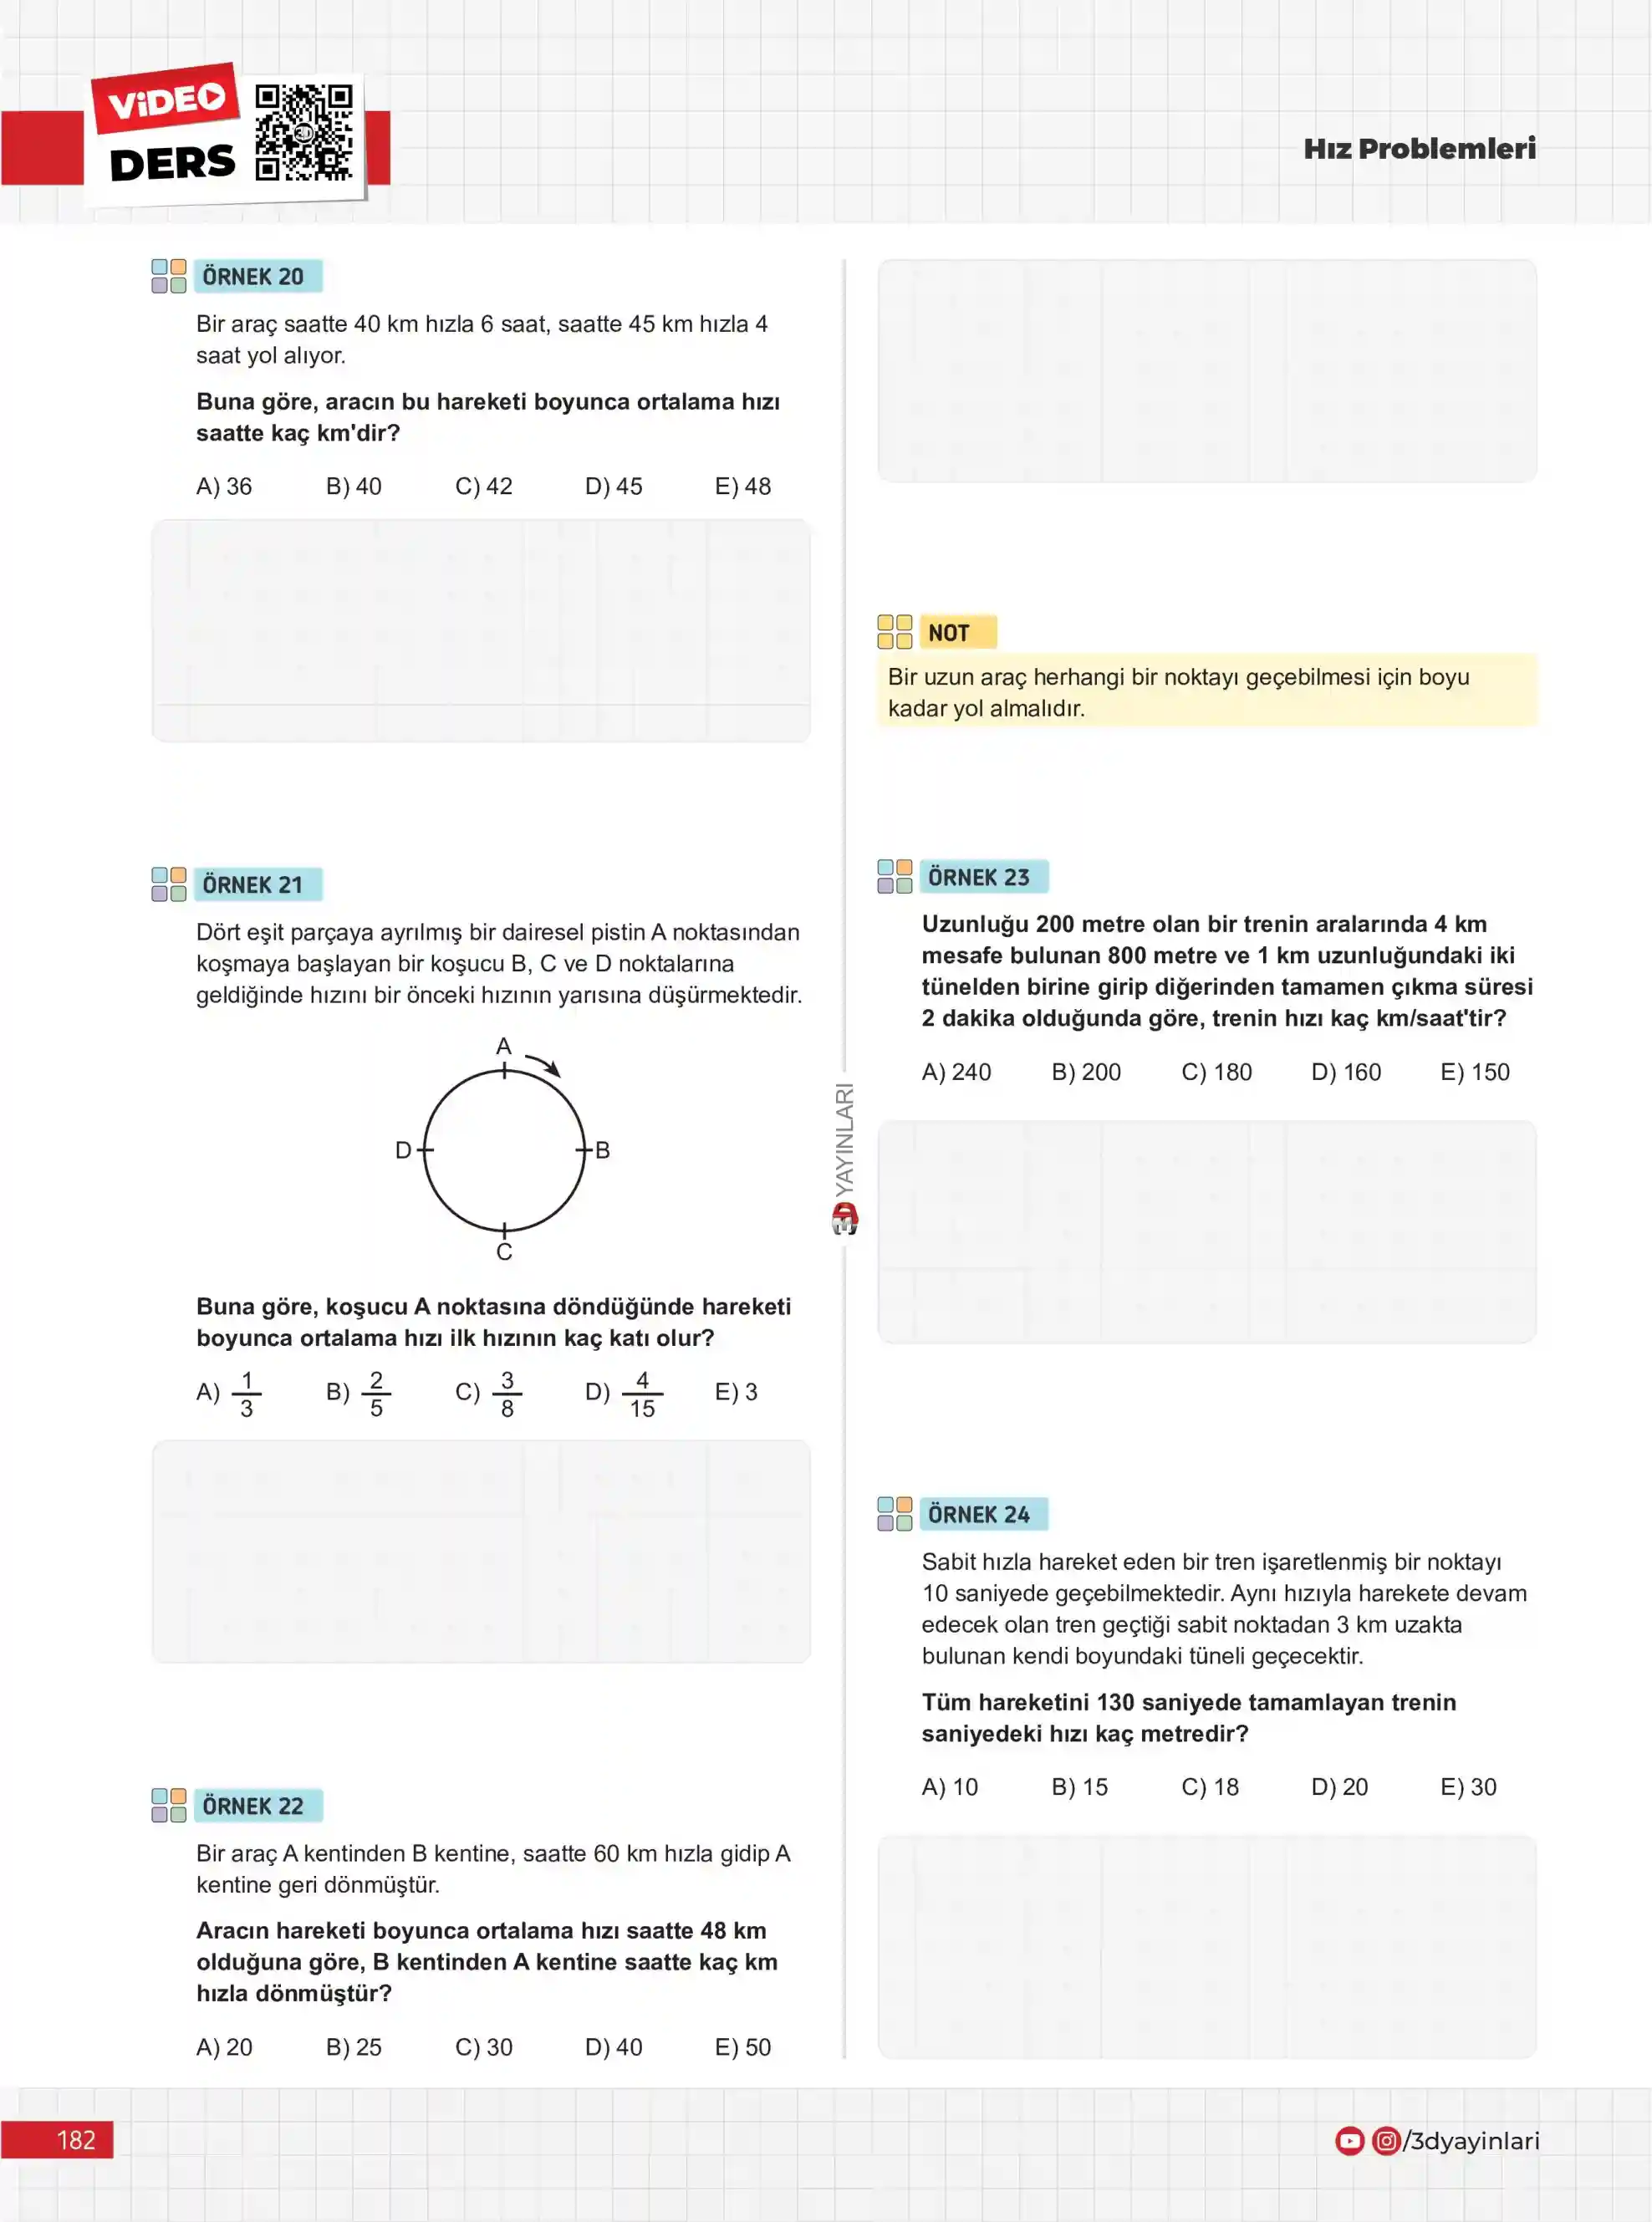 VİDEO
DERS
3D
Hız Problemleri
ÖRNEK 20
Bir araç saatte 40 km hızla 6 saat, saatte 45 km hızla 4
saat yol alıyor.
Buna göre, aracın bu hareketi boyunca ortalama hızı
saatte kaç km'dir?
A) 36 B) 40 C) 42 D) 45 E) 48
ÖRNEK 21
Dört eşit parçaya ayrılmış bir dairesel pistin A noktasından
koşmaya başlayan bir koşucu B, C ve D noktalarına
geldiğinde hızını bir önceki hızının yarısına düşürmektedir.
A
D
B
C
Buna göre, koşucu A noktasına döndüğünde hareketi
boyunca ortalama hızı ilk hızının kaç katı olur?
A) 1/3 B) 2/5 C) 3/8 D) 4/15 E) 3
ÖRNEK 22
Bir araç A kentinden B kentine, saatte 60 km hızla gidip A
kentine geri dönmüştür.
Aracın hareketi boyunca ortalama hızı saatte 48 km
olduğuna göre, B kentinden A kentine saatte kaç km
hızla dönmüştür?
A) 20 B) 25 C) 30 D) 40 E) 50
YAYINLARI
NOT
Bir uzun araç herhangi bir noktayı geçebilmesi için boyu
kadar yol almalıdır.
ÖRNEK 23
Uzunluğu 200 metre olan bir trenin aralarında 4 km
mesafe bulunan 800 metre ve 1 km uzunluğundaki iki
tünelden birine girip diğerinden tamamen çıkma süresi
2 dakika olduğunda göre, trenin hızı kaç km/saat'tir?
A) 240 B) 200 C) 180 D) 160 E) 150
ÖRNEK 24
Sabit hızla hareket eden bir tren işaretlenmiş bir noktayı
10 saniyede geçebilmektedir. Aynı hızıyla harekete devam
edecek olan tren geçtiği sabit noktadan 3 km uzakta
bulunan kendi boyundaki tüneli geçecektir.
Tüm hareketini 130 saniyede tamamlayan trenin
saniyedeki hızı kaç metredir?
A) 10 B) 15 C) 18 D) 20 E) 30
182
/3dyayinlari